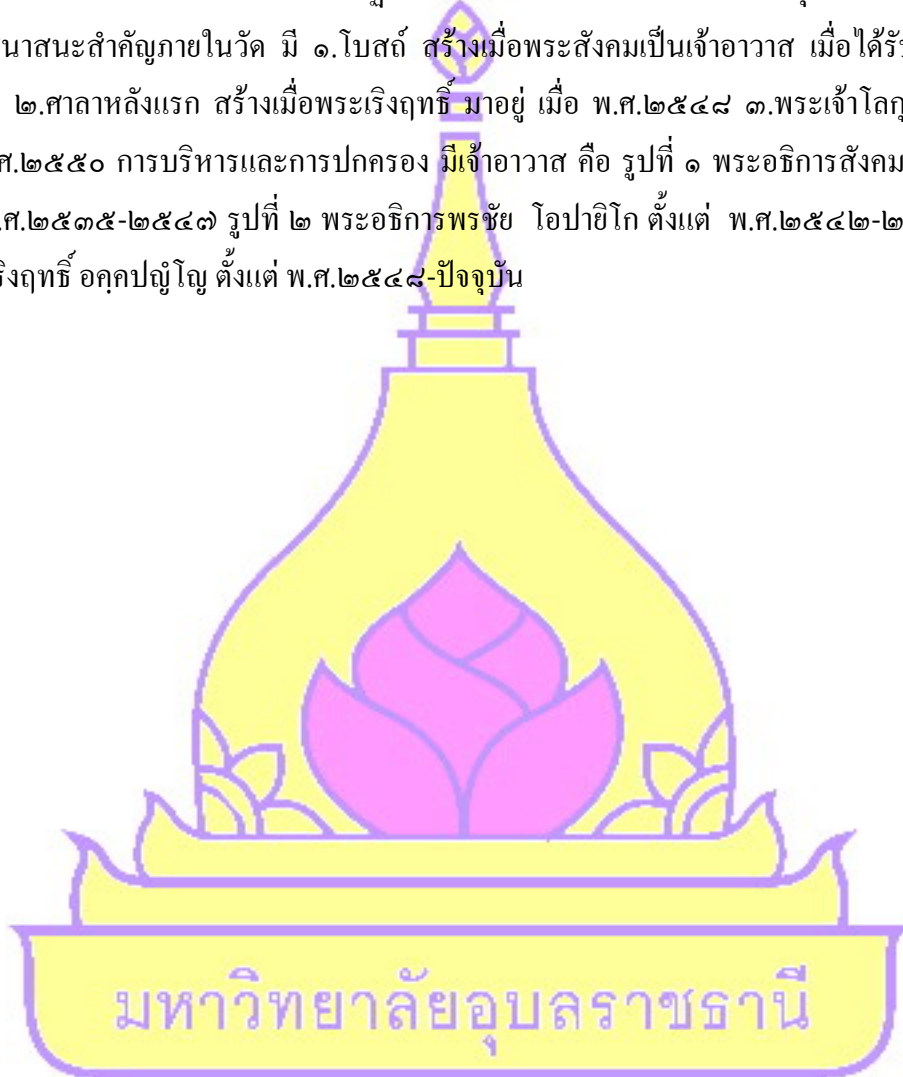 นาสนะสำคัญภายในวัด มี ๑.โบสถ์ สร้างเมื่อพระสังคมเป็นเจ้าอาวาส เมื่อได้รับ
๒.ศาลาหลังแรก สร้างเมื่อพระเริงฤทธิ์ มาอยู่ เมื่อ พ.ศ.๒๕๔๘ ๓.พระเจ้าโลกุ
ศ.๒๕๕๐ การบริหารและการปกครอง มีเจ้าอาวาส คือ รูปที่ ๑ พระอธิการสังคม
ศ.๒๕๓๕-๒๕๔๗ รูปที่ ๒ พระอธิการพรชัย โอปายิโก ตั้งแต่ พ.ศ.๒๕๔๒-๒
ริงฤทธิ์ อคฺคปญฺโญ ตั้งแต่ พ.ศ.๒๕๔๘-ปัจจุบัน
มหาวิทยาลัยอุบลราชธานี